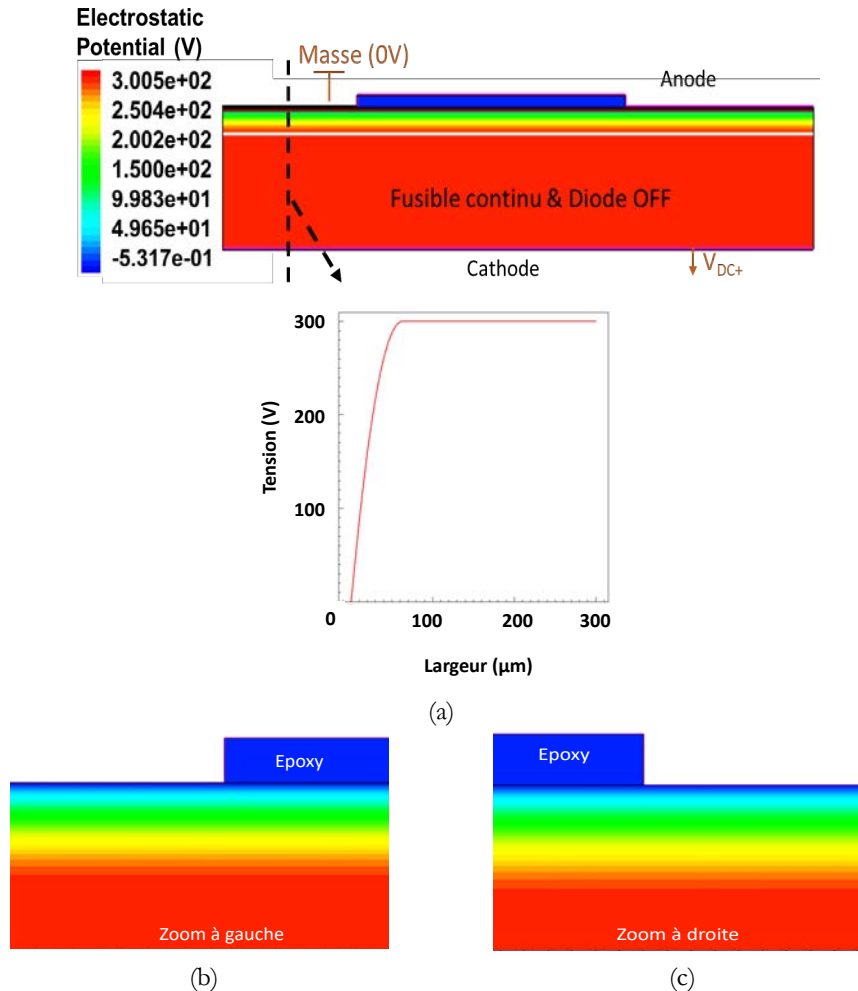 Electrostatic
Potential (V)
3.005e+02
2.504e+02
2.002e+02
1.500e+02
9.983e+01
4.965e+01
-5.317e-01
Masse (0V)
Anode
Fusible continu & Diode OFF
Cathode
VDC+
300
200
100
Tension (V)
0
100
200
300
Largeur (µm)
(a)
Epoxy
Zoom à gauche
(b)
Epoxy
Zoom à droite
(c)